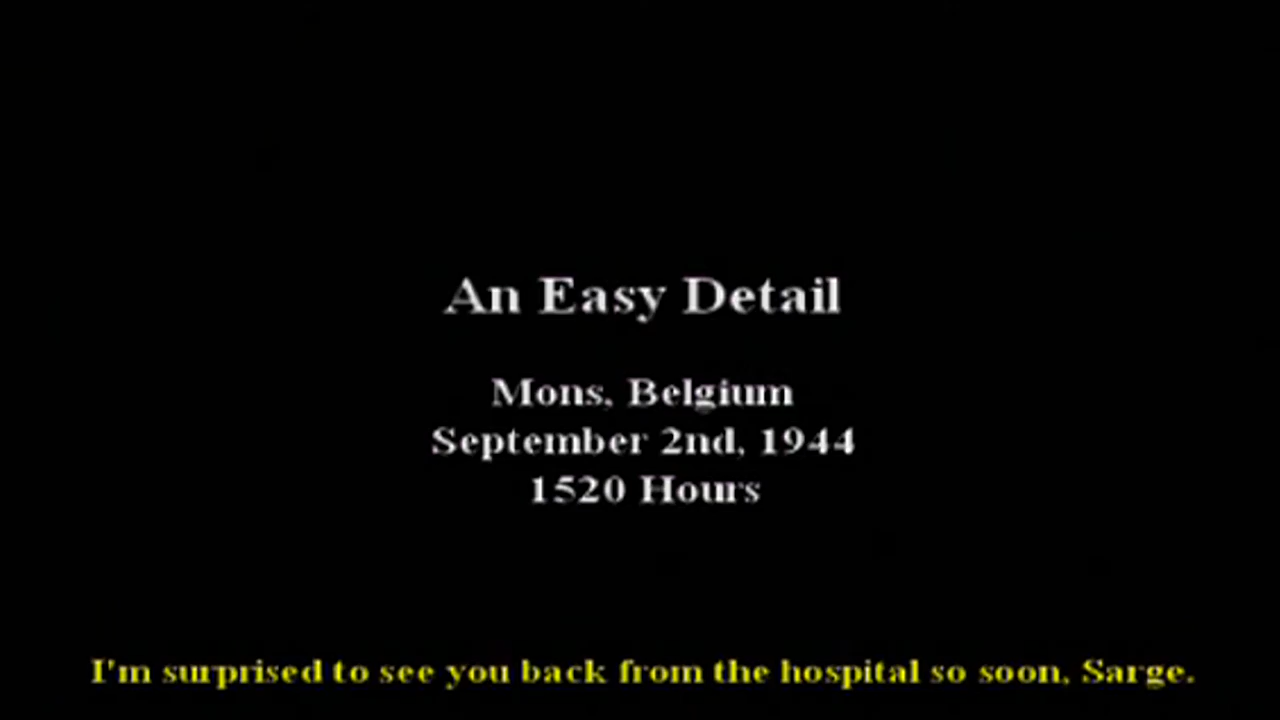 An Easy Detail
Mons, Belgium
September 2nd, 1944
1520 Hours
I'm surprised to see you back from the hospital so soon, Sarge.